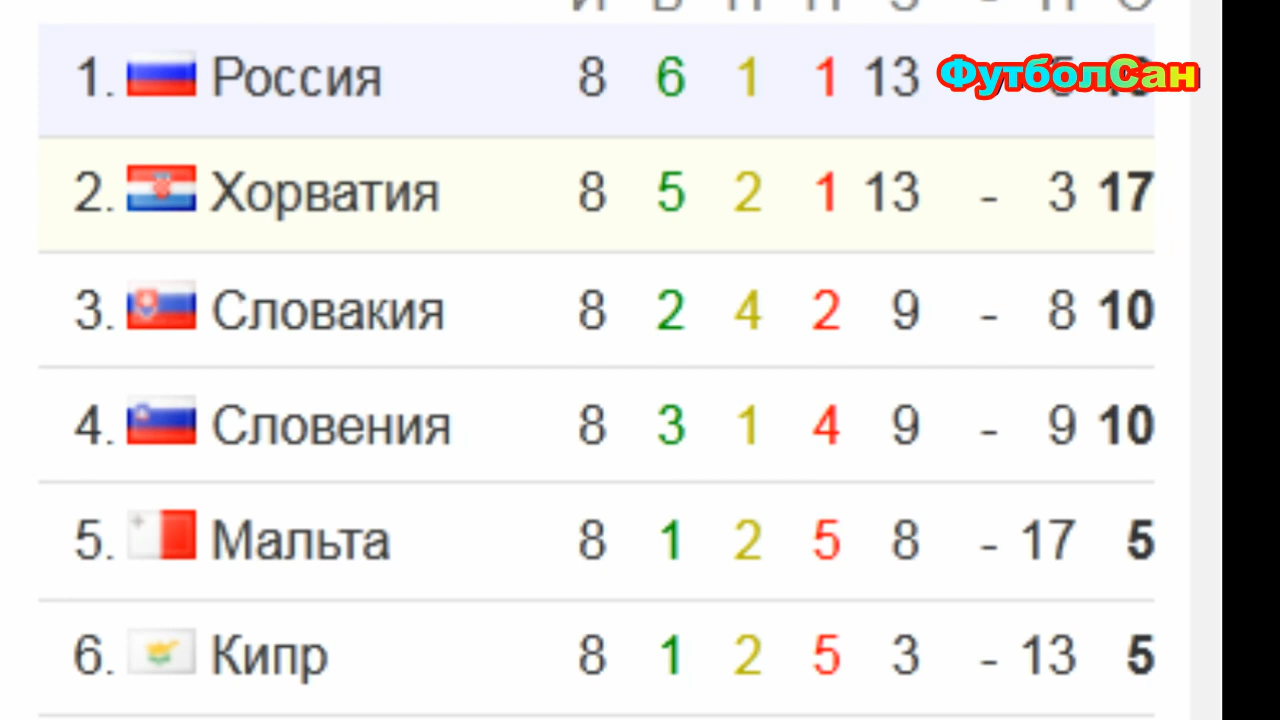 1. Россия 8 6 1 1 13 ФутболСан
2. Хорватия 8 5 2 1 13 - 3 17
3. Словакия 8 2 4 2 9 - 8 10
4. Словения 8 3 1 4 9 - 9 10
5. Мальта 8 1 2 5 8 - 17 5
6. Кипр 8 1 2 5 3 - 13 5